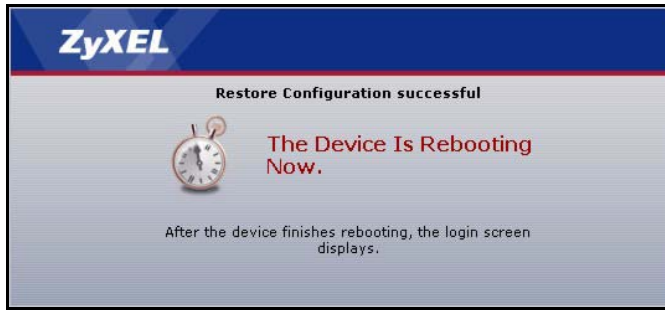 ZyXEL
Restore Configuration successful
The Device Is Rebooting
Now.
After the device finishes rebooting, the login screen
displays.